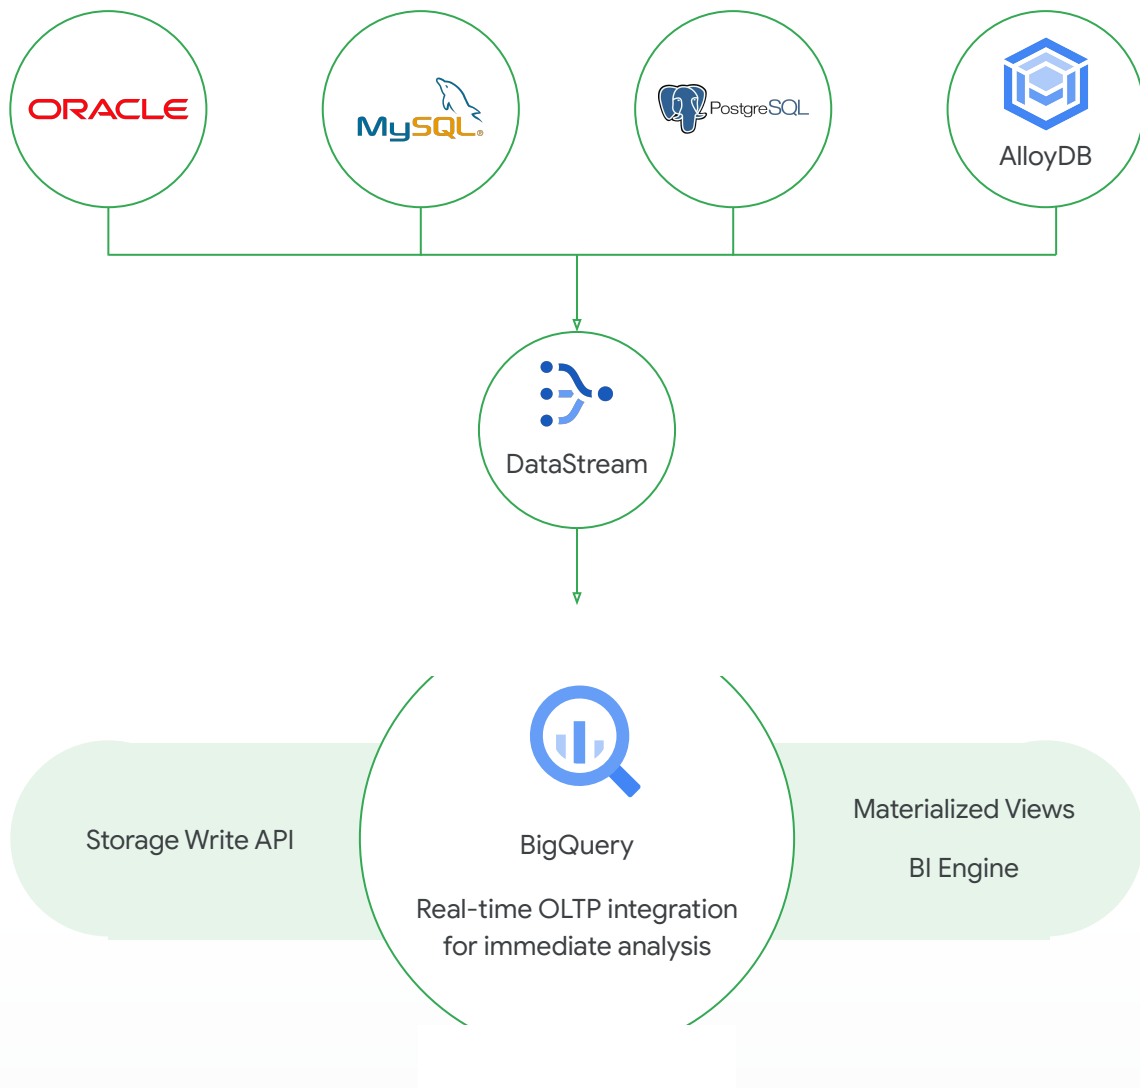 ORACLE
MySQL®
PostgreSQL
AlloyDB
DataStream
Storage Write API
BigQuery
Real-time OLTP integration
for immediate analysis
Materialized Views
BI Engine